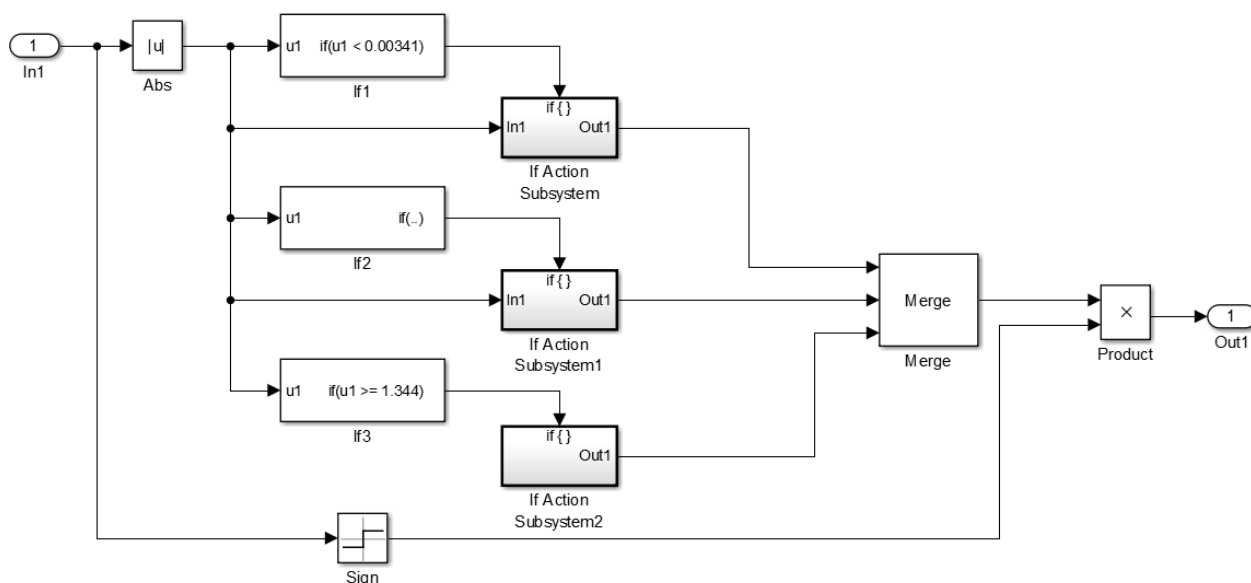 1
In1
|u|
Abs
u1 if(u1 < 0.00341)
If1
if { }
In1 Out1
If Action
Subsystem
u1 if(..)
If2
if { }
In1 Out1
If Action
Subsystem1
Merge
Merge
×
Product
1
Out1
u1 if(u1 >= 1.344)
If3
if { }
Out1
If Action
Subsystem2
Sign